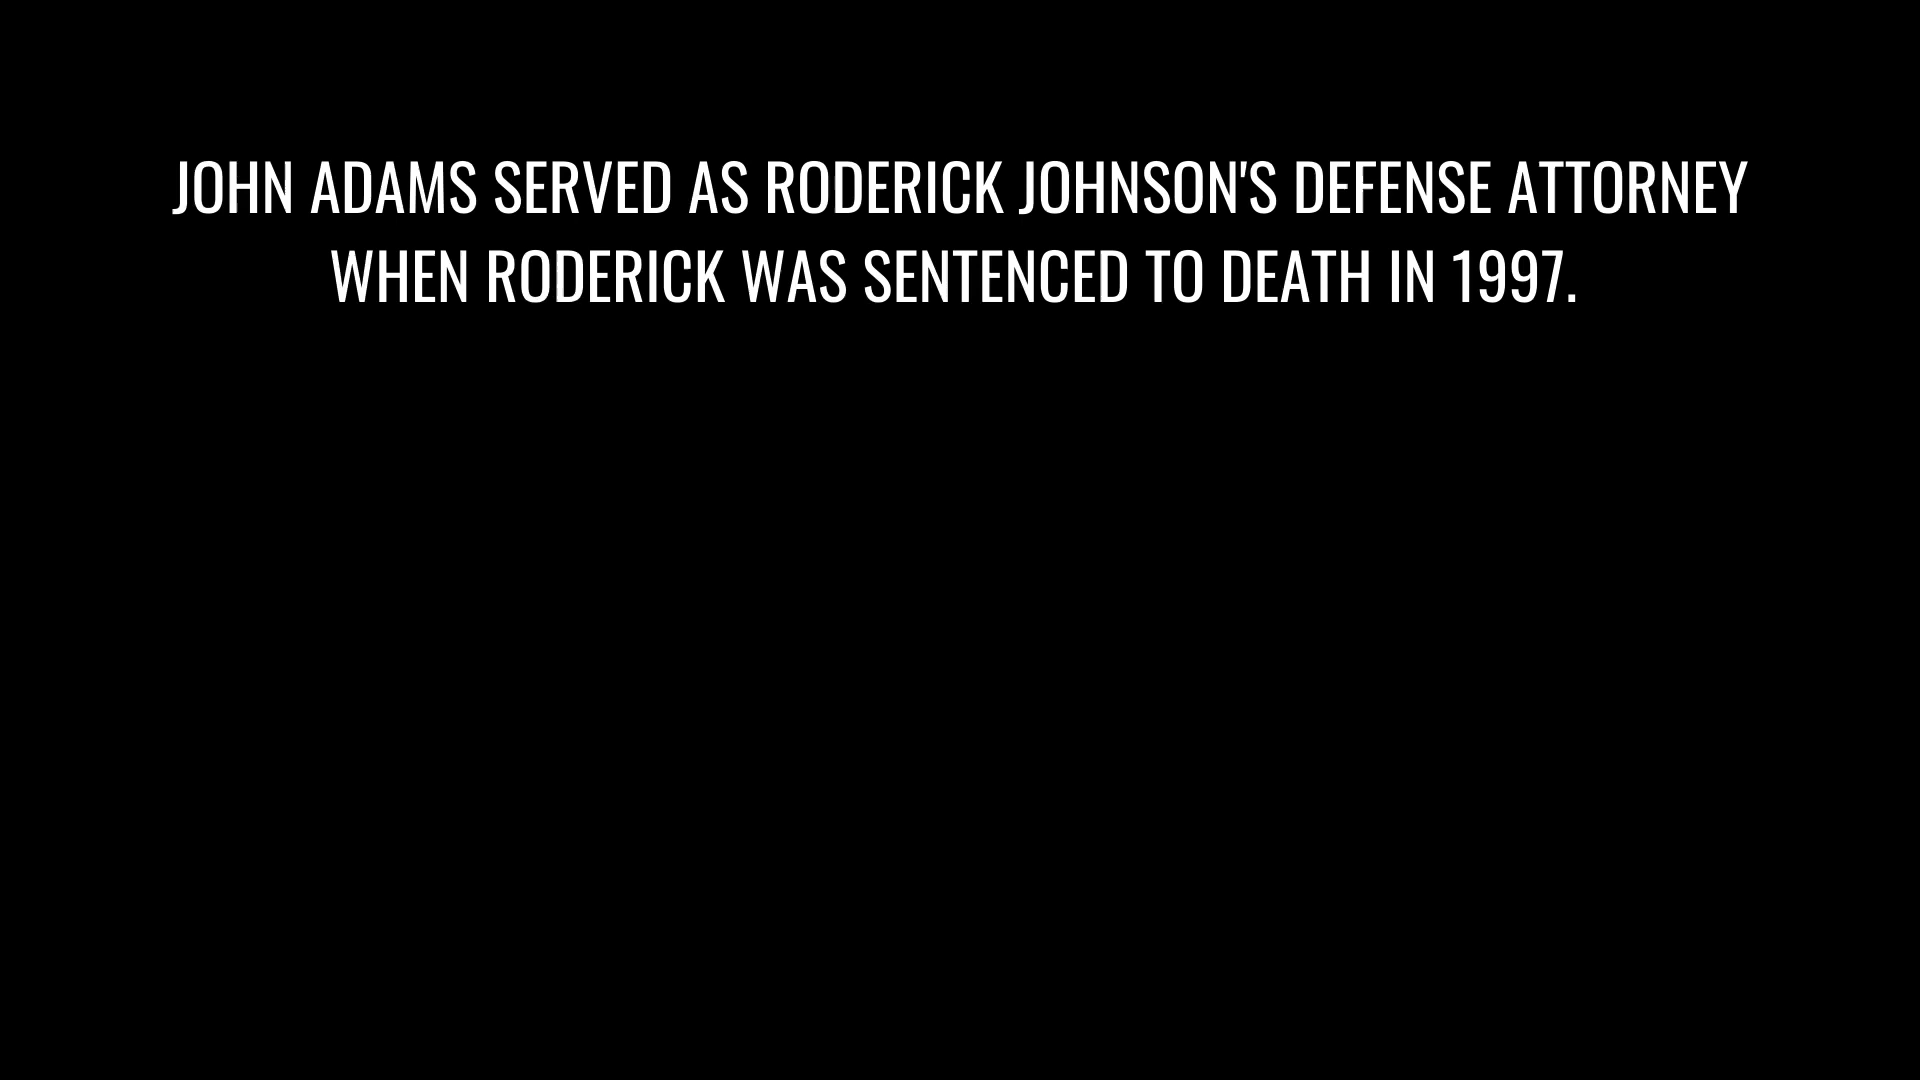 JOHN ADAMS SERVED AS RODERICK JOHNSON'S DEFENSE ATTORNEY
WHEN RODERICK WAS SENTENCED TO DEATH IN 1997.